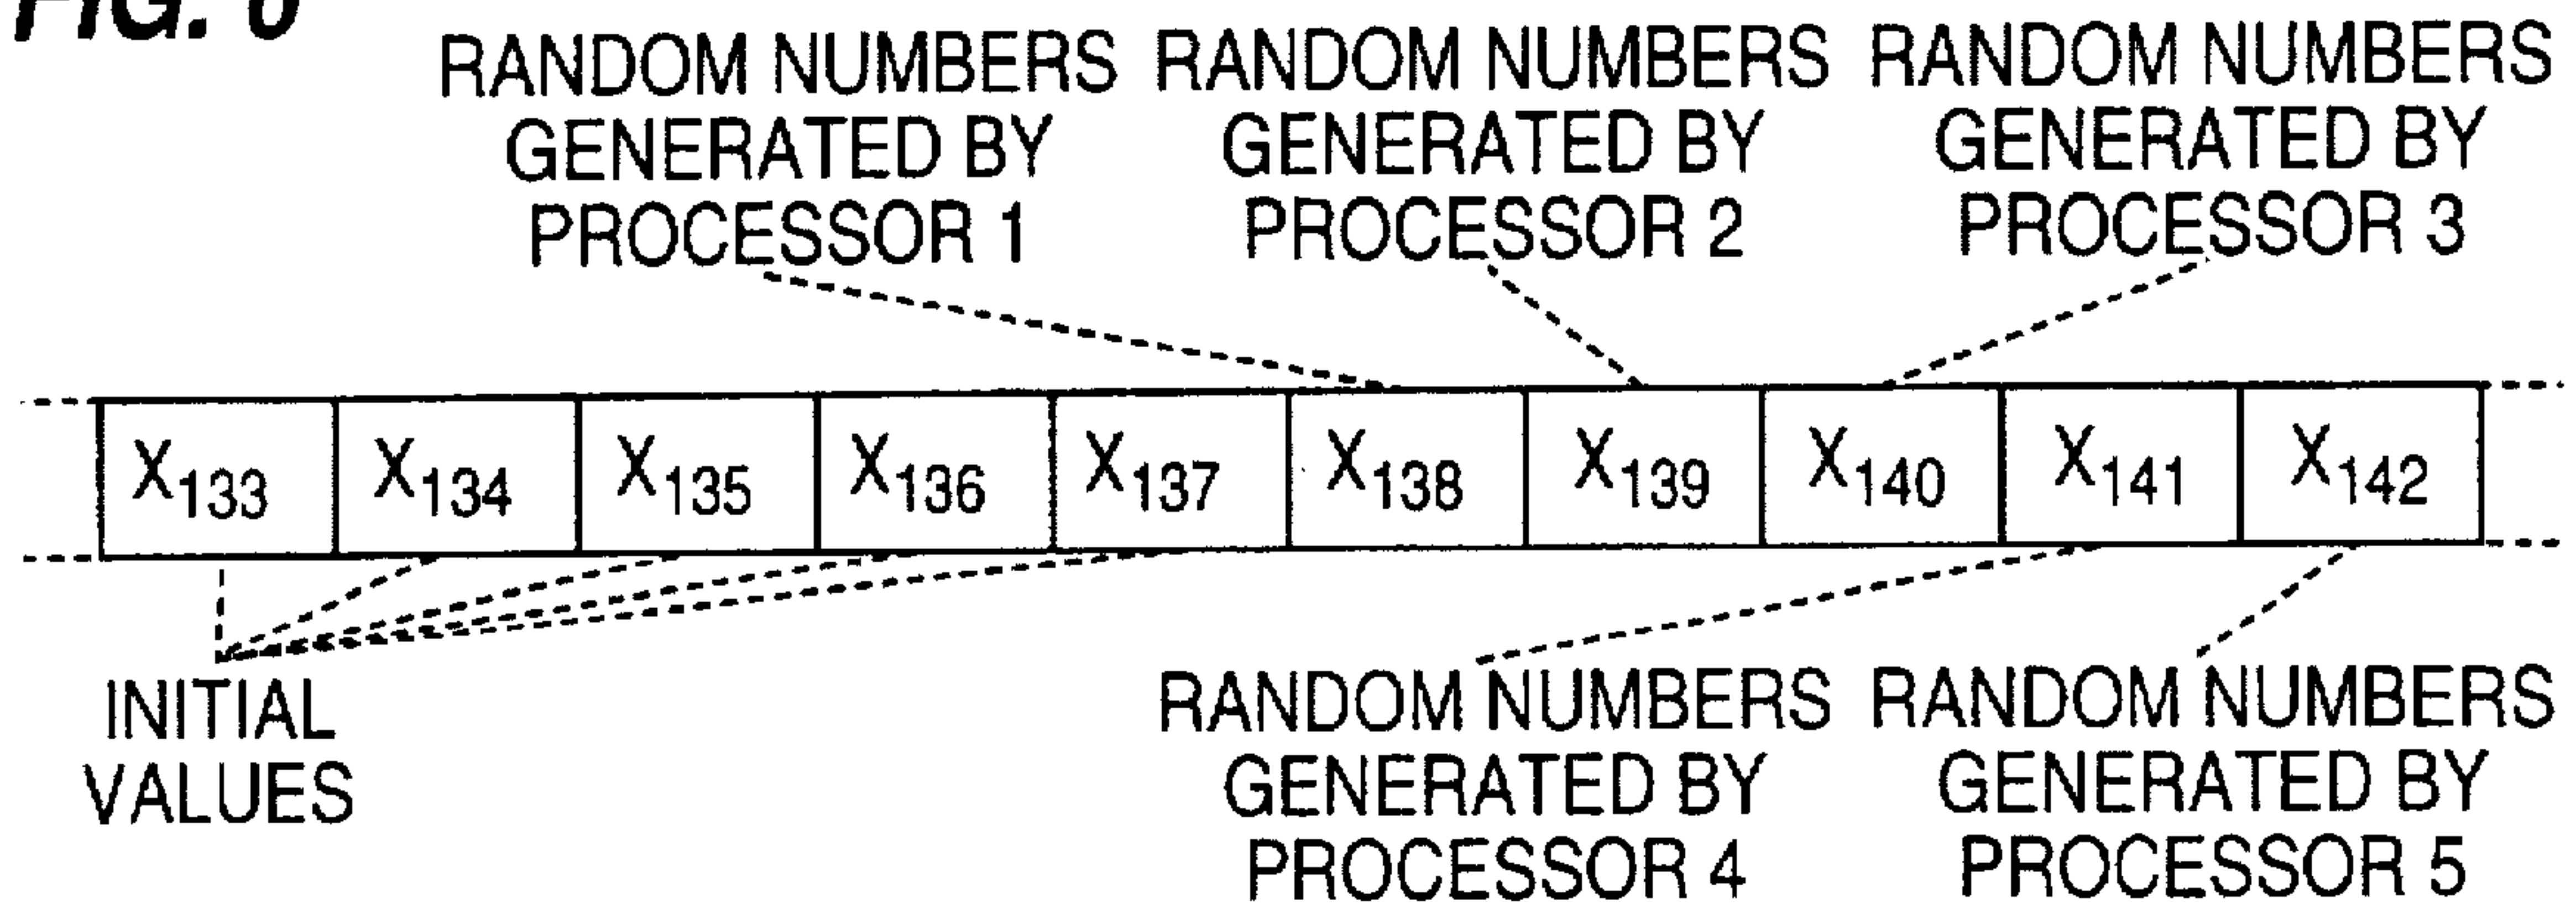 FIG.
RANDOM NUMBERS GENERATED BY PROCESSOR 1
RANDOM NUMBERS GENERATED BY PROCESSOR 2
RANDOM NUMBERS GENERATED BY PROCESSOR 3
X133 X134 X135 X136 X137 X138 X139 X140 X141 X142
INITIAL VALUES
RANDOM NUMBERS GENERATED BY PROCESSOR 4
RANDOM NUMBERS GENERATED BY PROCESSOR 5